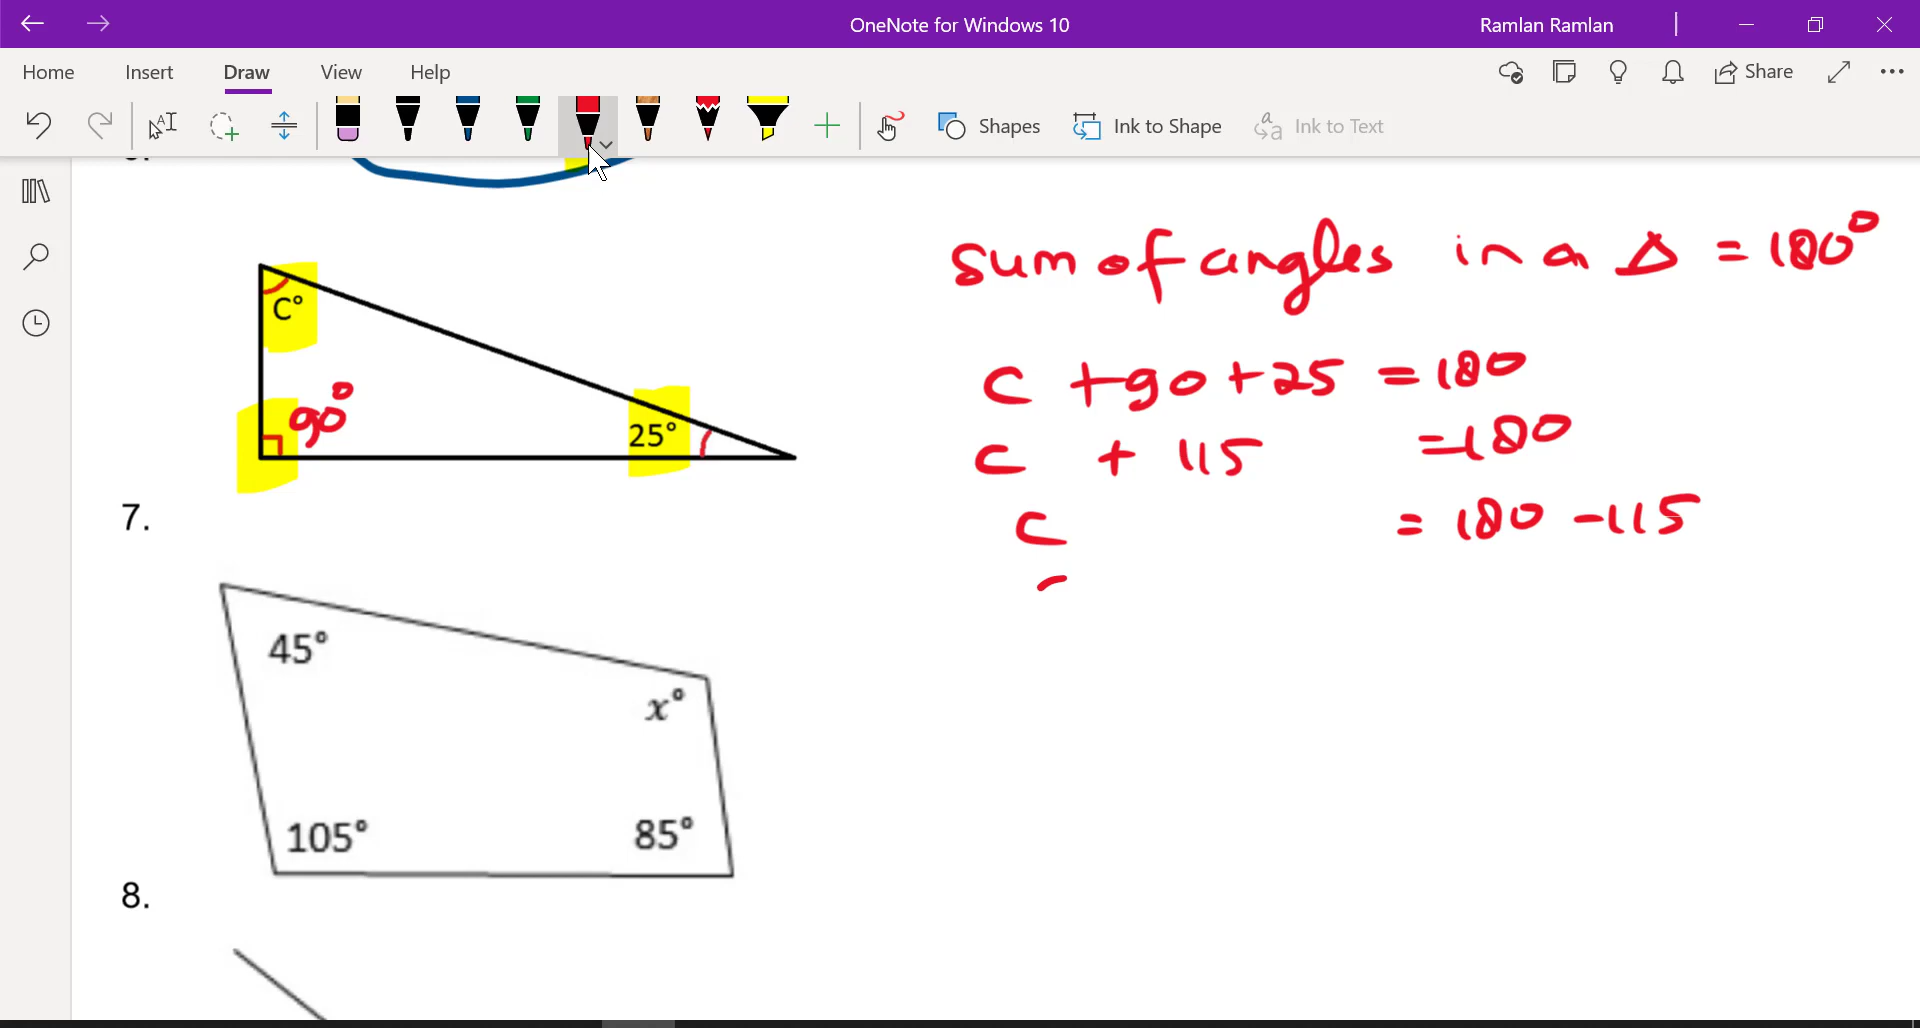 OneNote for Windows 10
Ramlan Ramlan
Home Insert Draw View Help
Share
Shapes
Ink to Shape
Ink to Text
sum of angles in a Δ = 180°
C°
90°
25°
C + 90 + 25 = 180
C + 115 = 180
C = 180 - 115
7.
45°
x°
105°
85°
8.